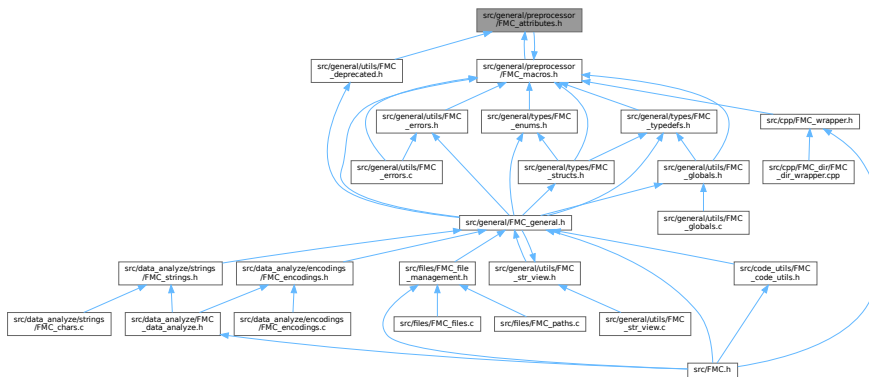 src/general/preprocessor
/FMC_attributes.h
src/general/utils/FMC
_deprecated.h
src/general/preprocessor
/FMC_macros.h
src/general/utils/FMC
_errors.h
src/general/types/FMC
_enums.h
src/general/types/FMC
_typedefs.h
src/cpp/FMC_wrapper.h
src/general/utils/FMC
_errors.c
src/general/types/FMC
_structs.h
src/general/utils/FMC
_globals.h
src/cpp/FMC_dir/FMC
_dir_wrapper.cpp
src/general/FMC_general.h
src/general/utils/FMC
_globals.c
src/data_analyze/strings
/FMC_strings.h
src/data_analyze/encodings
/FMC_encodings.h
src/files/FMC_file
_management.h
src/general/utils/FMC
_str_view.h
src/code_utils/FMC
_code_utils.h
src/data_analyze/strings
/FMC_chars.c
src/data_analyze/FMC
_data_analyze.h
src/data_analyze/encodings
/FMC_encodings.c
src/files/FMC_files.c
src/files/FMC_paths.c
src/general/utils/FMC
_str_view.c
src/FMC.h